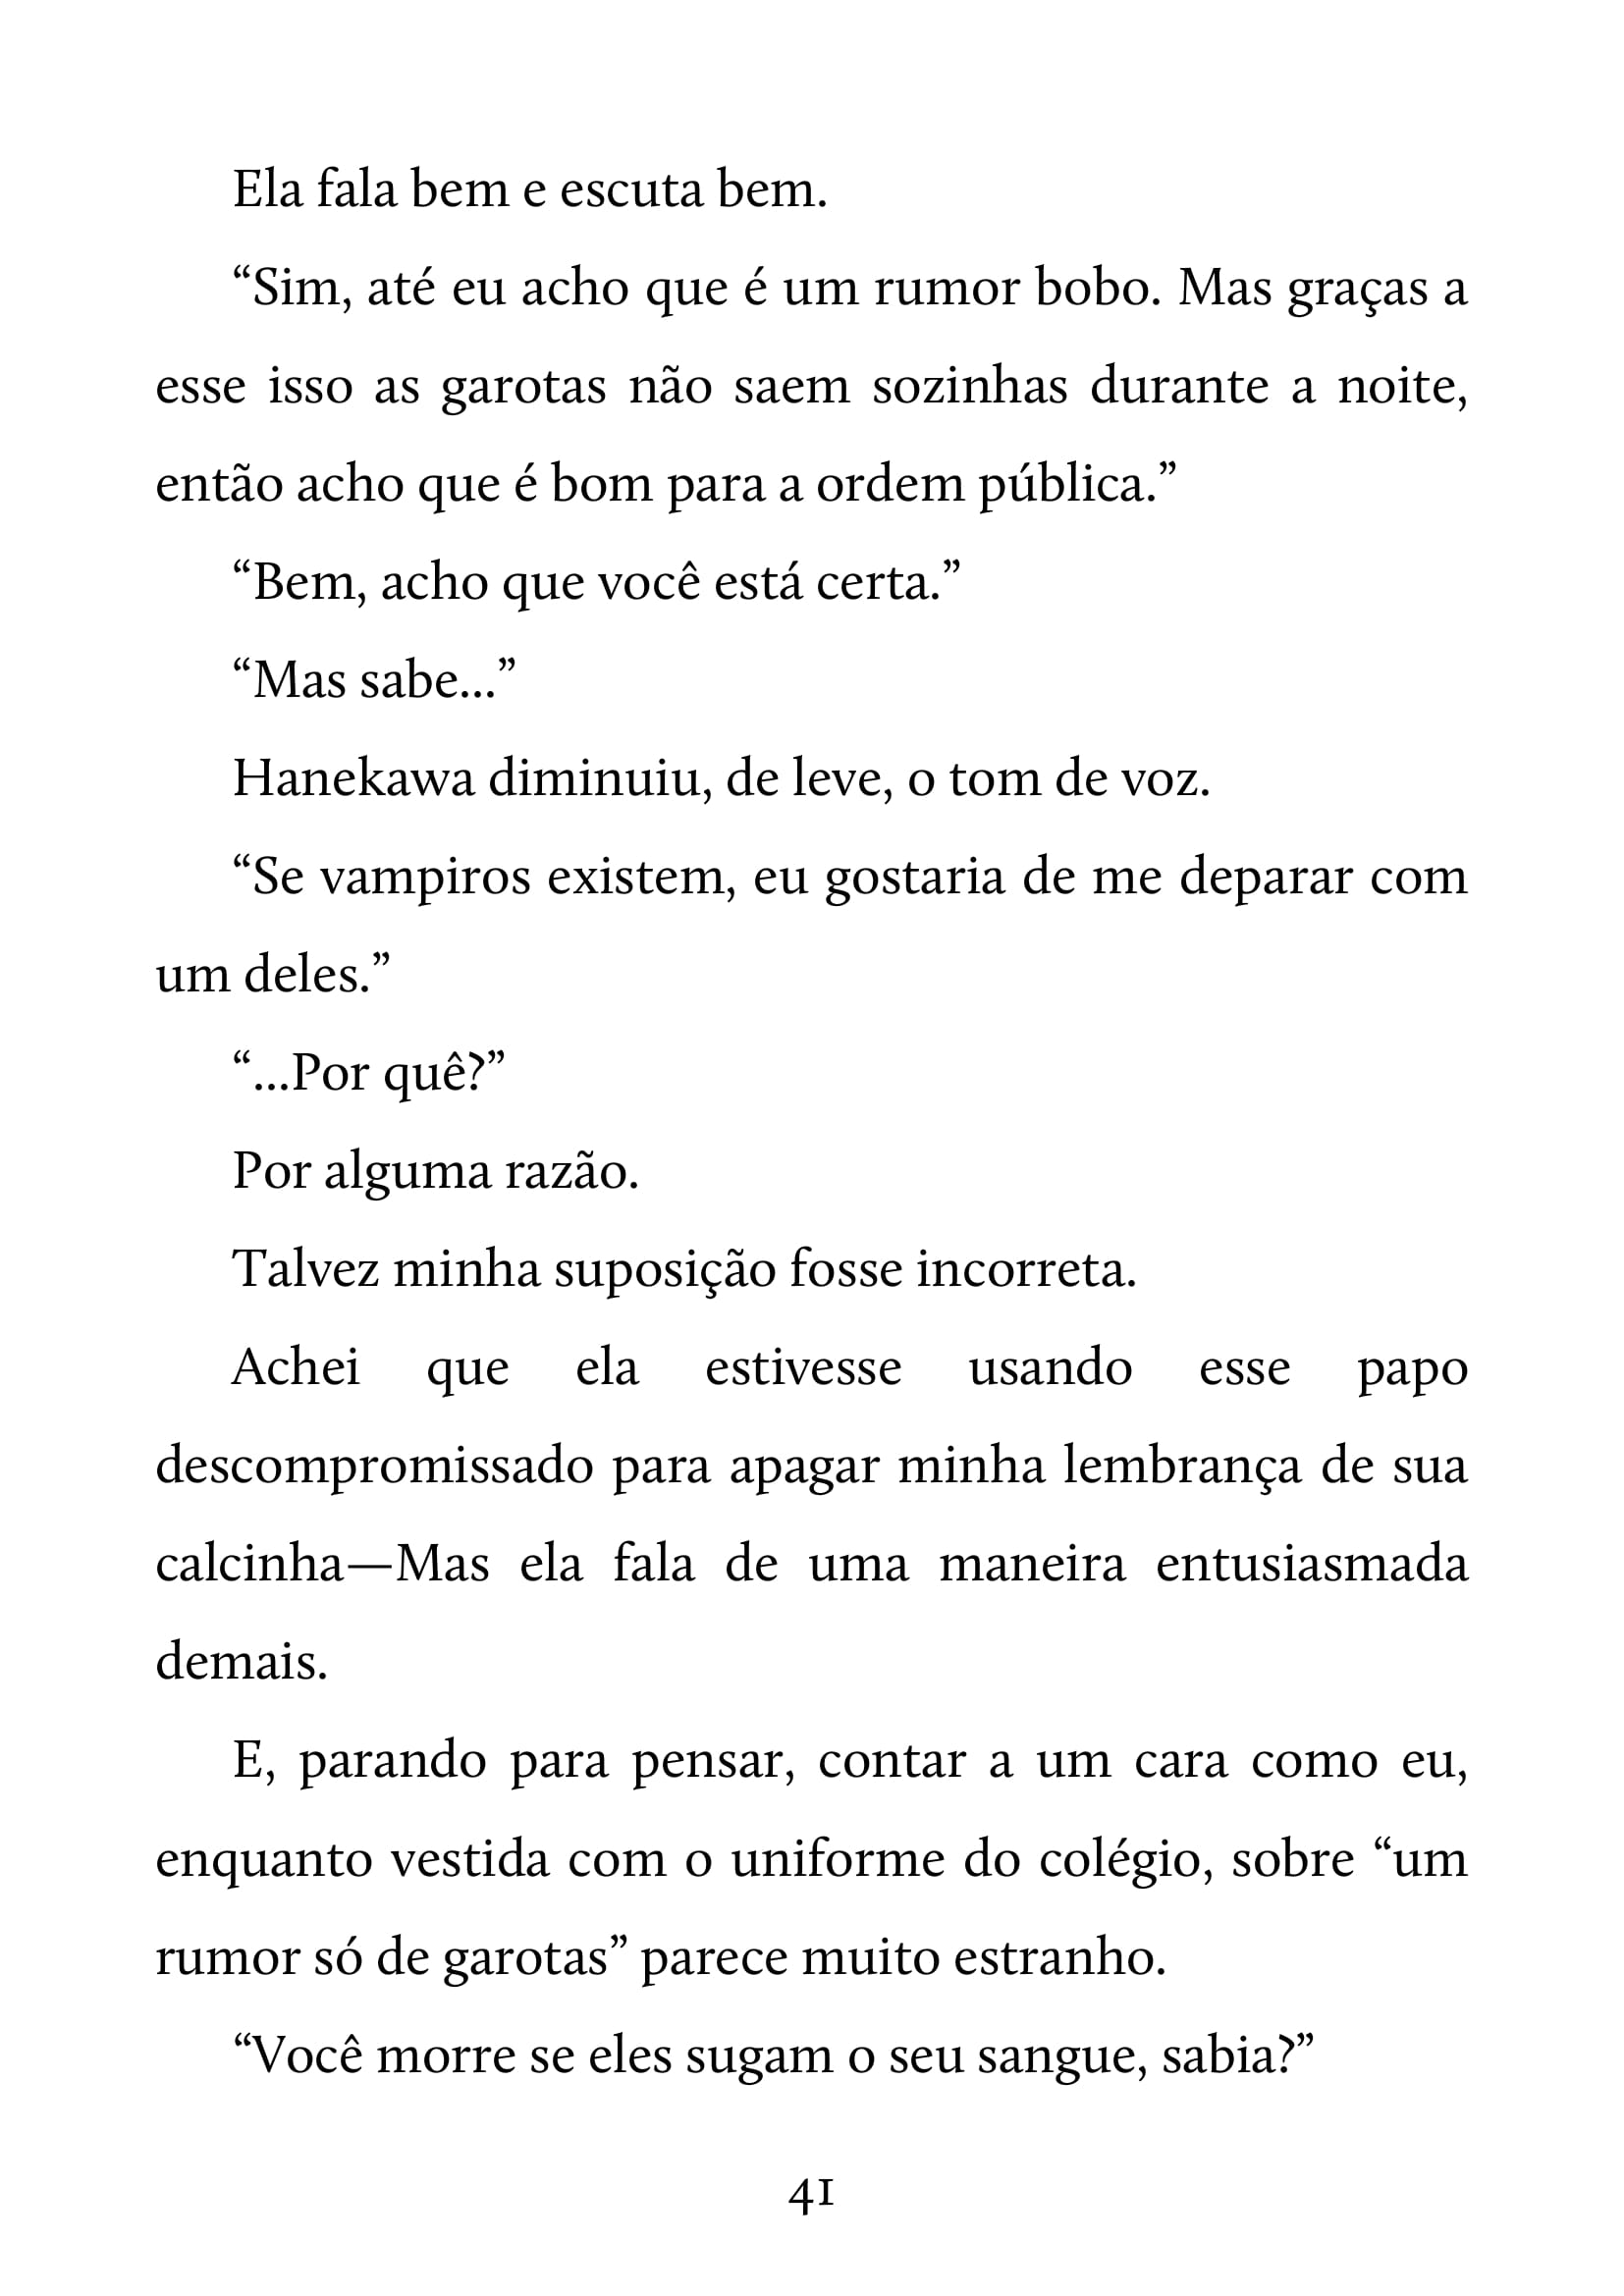 Ela fala bem e escuta bem.
“Sim, até eu acho que é um rumor bobo. Mas graças a
esse isso as garotas não saem sozinhas durante a noite,
então acho que é bom para a ordem pública.”
“Bem, acho que você está certa.”
“Mas sabe...”
Hanekawa diminuiu, de leve, o tom de voz.
“Se vampiros existem, eu gostaria de me deparar com
um deles.”
“...Por quê?”
Por alguma razão.
Talvez minha suposição fosse incorreta.
Achei que ela estivesse usando esse papo
descompromissado para apagar minha lembrança de sua
calcinha—Mas ela fala de uma maneira entusiasmada
demais.
E, parando para pensar, contar a um cara como eu,
enquanto vestida com o uniforme do colégio, sobre “um
rumor só de garotas” parece muito estranho.
“Você morre se eles sugam o seu sangue, sabia?”
41